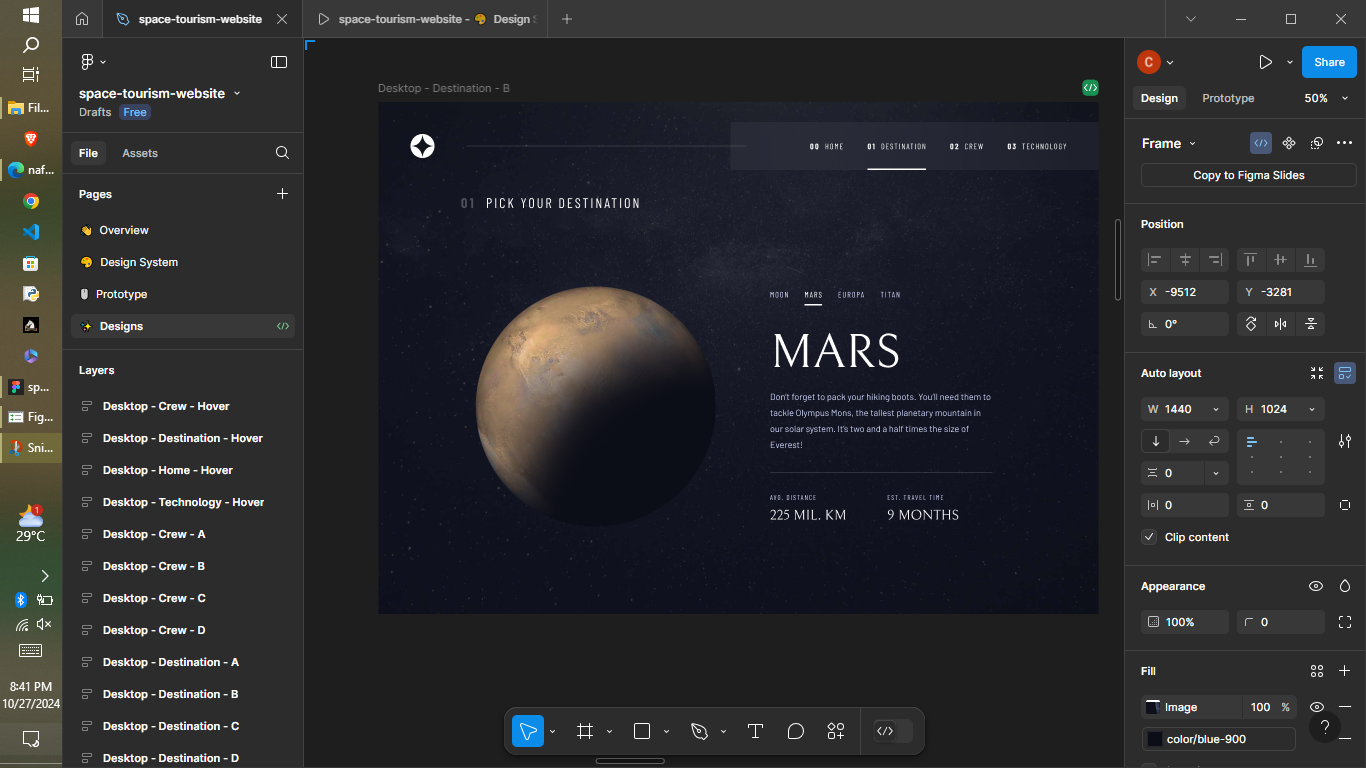 space-tourism-website
space-tourism-website - Design
Fil...
naf...
sp...
Fig...
Sni...
1
29°C
8:41 PM
10/27/2024
space-tourism-website
Drafts Free
File Assets
Pages
Overview
Design System
Prototype
Designs
Layers
Desktop - Crew - Hover
Desktop - Destination - Hover
Desktop - Home - Hover
Desktop - Technology - Hover
Desktop - Crew - A
Desktop - Crew - B
Desktop - Crew - C
Desktop - Crew - D
Desktop - Destination - A
Desktop - Destination - B
Desktop - Destination - C
Desktop - Destination - D
Desktop - Destination - B
00 HOME 01 DESTINATION 02 CREW 03 TECHNOLOGY
01 PICK YOUR DESTINATION
MOON MARS EUROPA TITAN
MARS
Don't forget to pack your hiking boots. You'll need them to
tackle Olympus Mons, the tallest planetary mountain in
our solar system. It's two and a half times the size of
Everest!
AVG. DISTANCE EST. TRAVEL TIME
225 MIL. KM 9 MONTHS
C
Share
Design Prototype 50%
Frame
Copy to Figma Slides
Position
X -9512 Y -3281
0°
Auto layout
W 1440 H 1024
0
0 0
Clip content
Appearance
100% 0
Fill
Image 100 %
color/blue-900
?